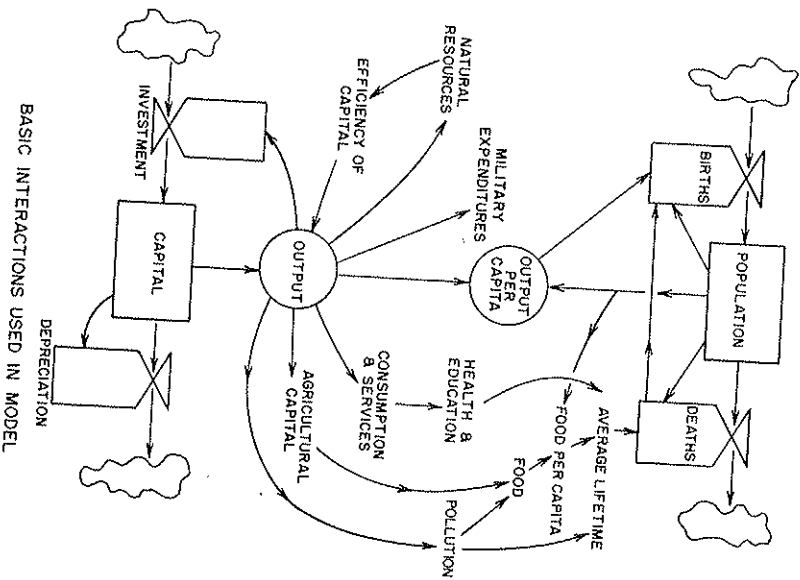 BIRTHS
POPULATION
DEATHS
OUTPUT
PER
CAPITA
AVERAGE LIFETIME
FOOD PER CAPITA
FOOD
POLLUTION
HEALTH &
EDUCATION
MILITARY
EXPENDITURES
NATURAL
RESOURCES
EFFICIENCY OF
CAPITAL
CONSUMPTION
& SERVICES
AGRICULTURAL
CAPITAL
OUTPUT
INVESTMENT
CAPITAL
DEPRECIATION
BASIC INTERACTIONS USED IN MODEL